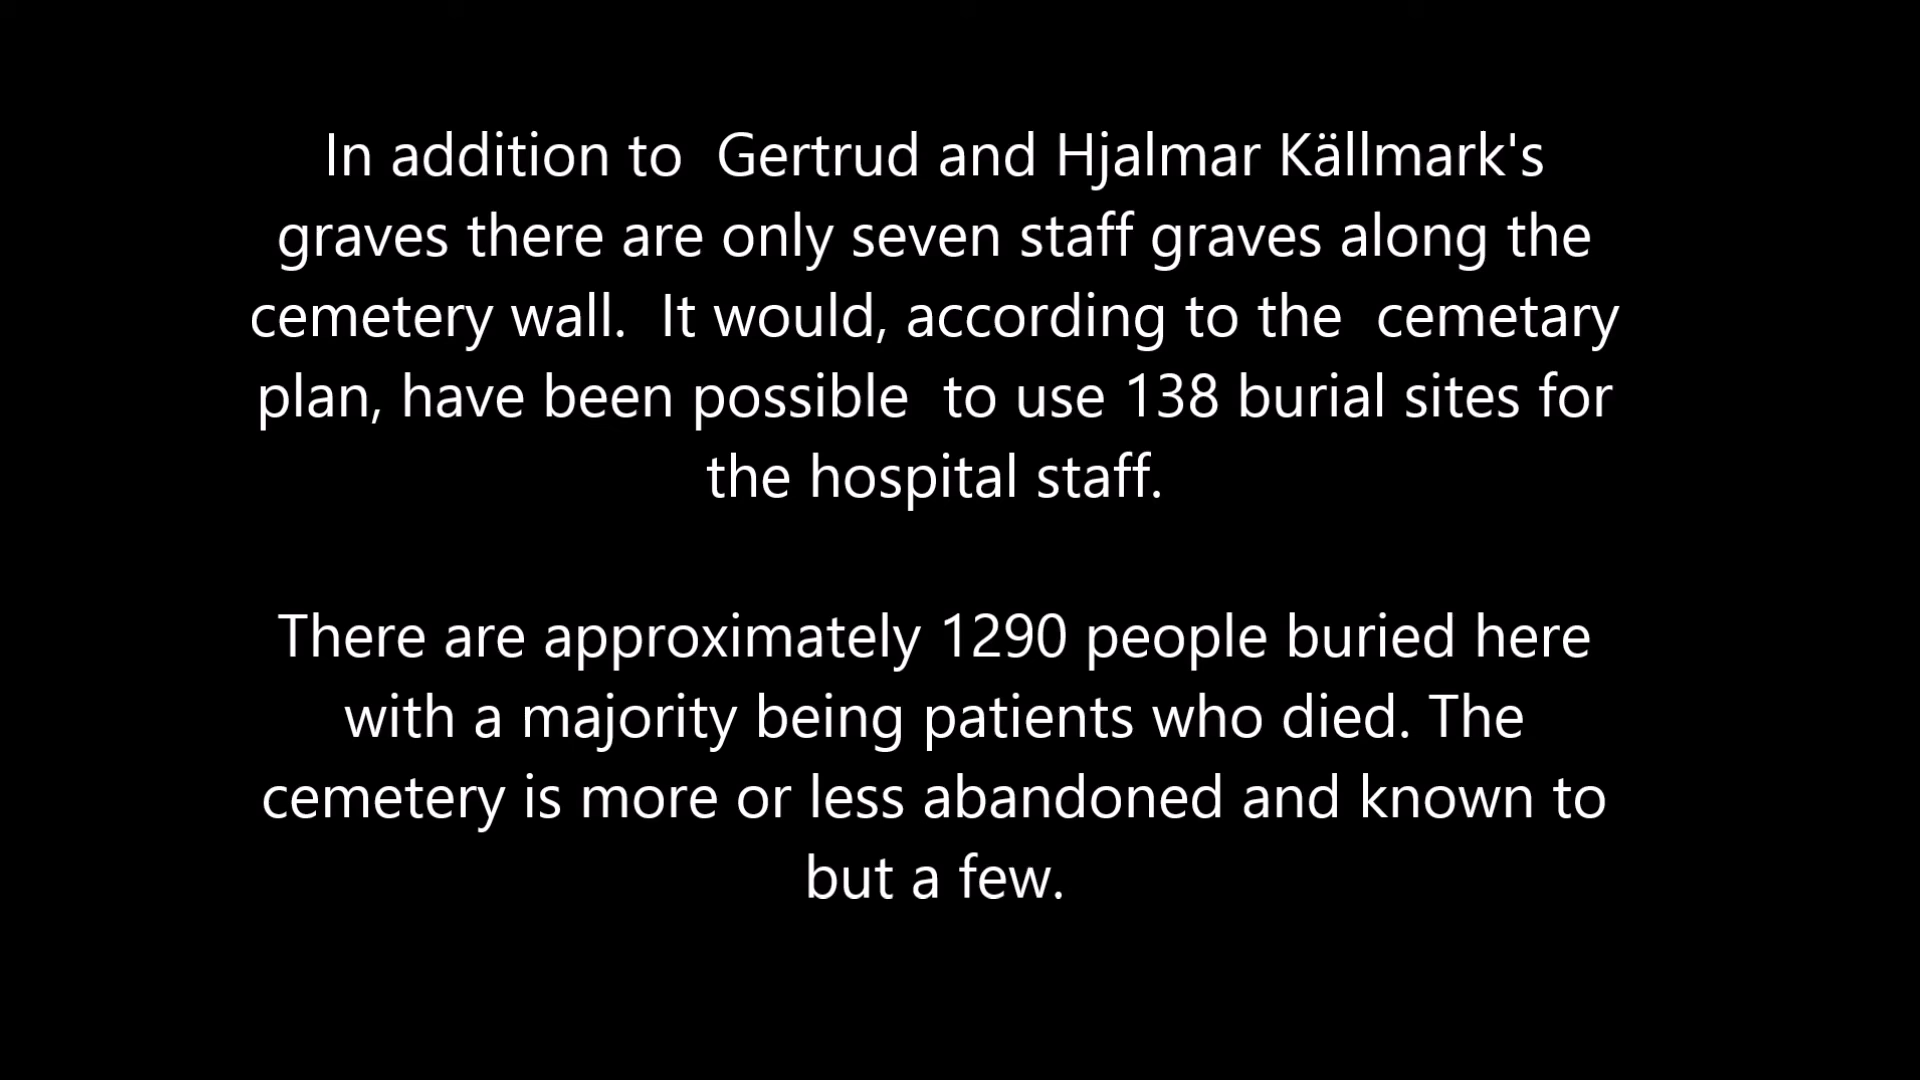 In addition to  Gertrud and Hjalmar Källmark's
graves there are only seven staff graves along the
cemetery wall.  It would, according to the  cemetary
plan, have been possible  to use 138 burial sites for
the hospital staff.
There are approximately 1290 people buried here
with a majority being patients who died. The
cemetery is more or less abandoned and known to
but a few.